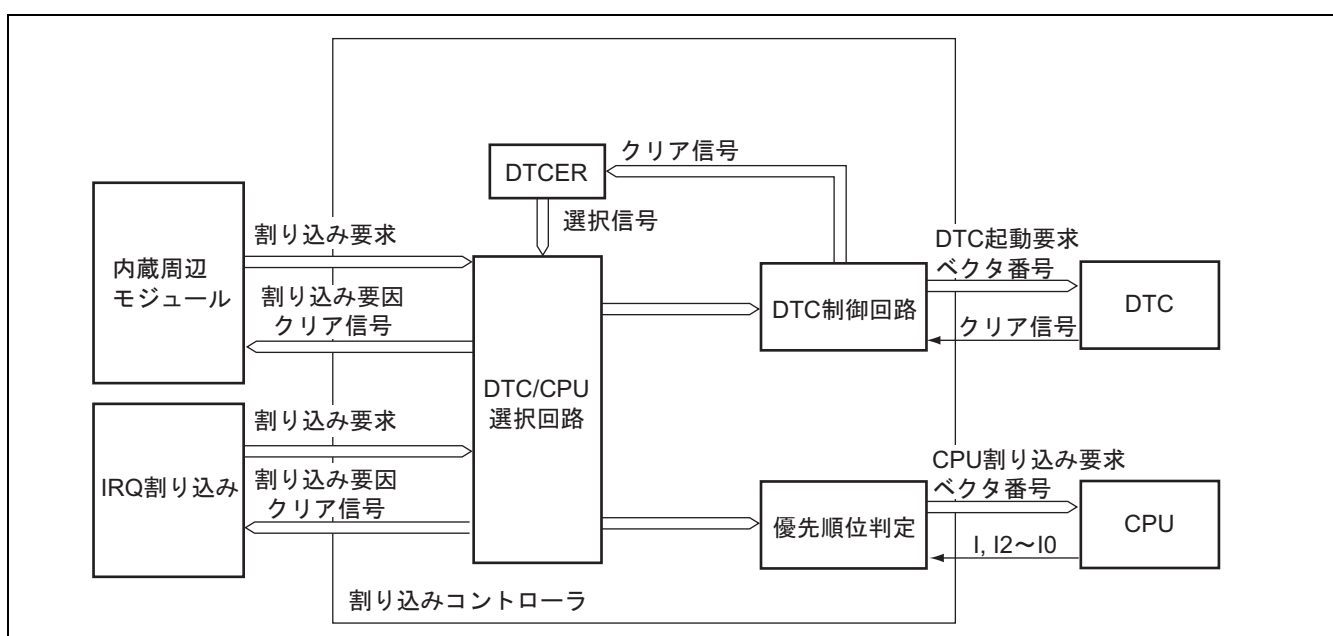 クリア信号
DTCER
選択信号
割り込み要求
内蔵周辺
モジュール
割り込み要因
クリア信号
DTC/CPU
選択回路
DTC制御回路
DTC起動要求
ベクタ番号
DTC
クリア信号
割り込み要求
IRQ割り込み
割り込み要因
クリア信号
優先順位判定
CPU割り込み要求
ベクタ番号
CPU
I, I2～I0
割り込みコントローラ